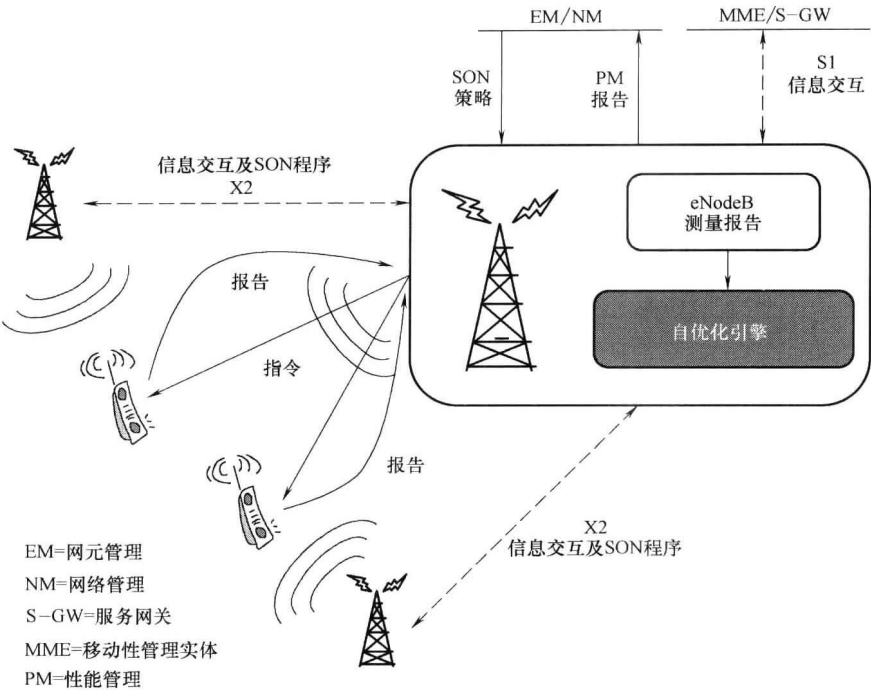 EM/NM
MME/S-GW
SON
策略
PM
报告
S1
信息交互
信息交互及SON程序
X2
eNodeB
测量报告
报告
自优化引擎
指令
报告
X2
信息交互及SON程序
EM=网元管理
NM=网络管理
S-GW=服务网关
MME=移动性管理实体
PM=性能管理